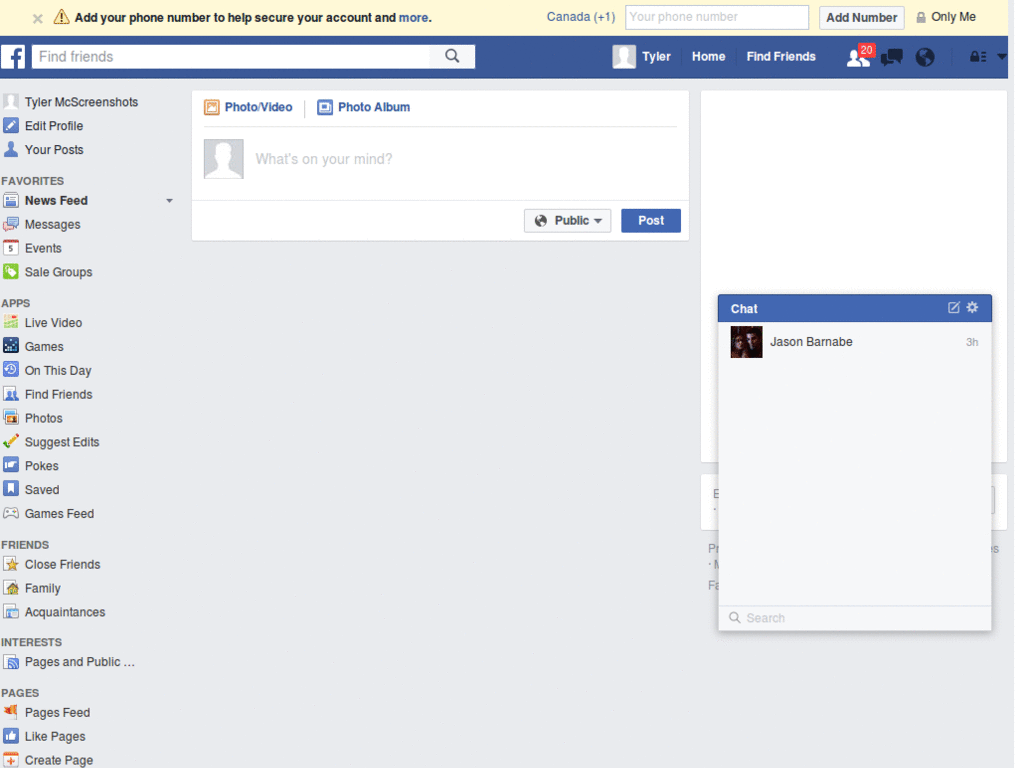 Add your phone number to help secure your account and more.
Canada (+1)
Your phone number
Add Number
Only Me
Find friends
Tyler
Home
Find Friends
20
Tyler McScreenshots
Edit Profile
Your Posts
FAVORITES
News Feed
Messages
5
Events
Sale Groups
APPS
Live Video
Games
On This Day
Find Friends
Photos
Suggest Edits
Pokes
Saved
Games Feed
FRIENDS
Close Friends
Family
Acquaintances
INTERESTS
Pages and Public ...
PAGES
Pages Feed
Like Pages
Create Page
Photo/Video
Photo Album
What's on your mind?
Public
Post
Chat
Jason Barnabe
3h
Search